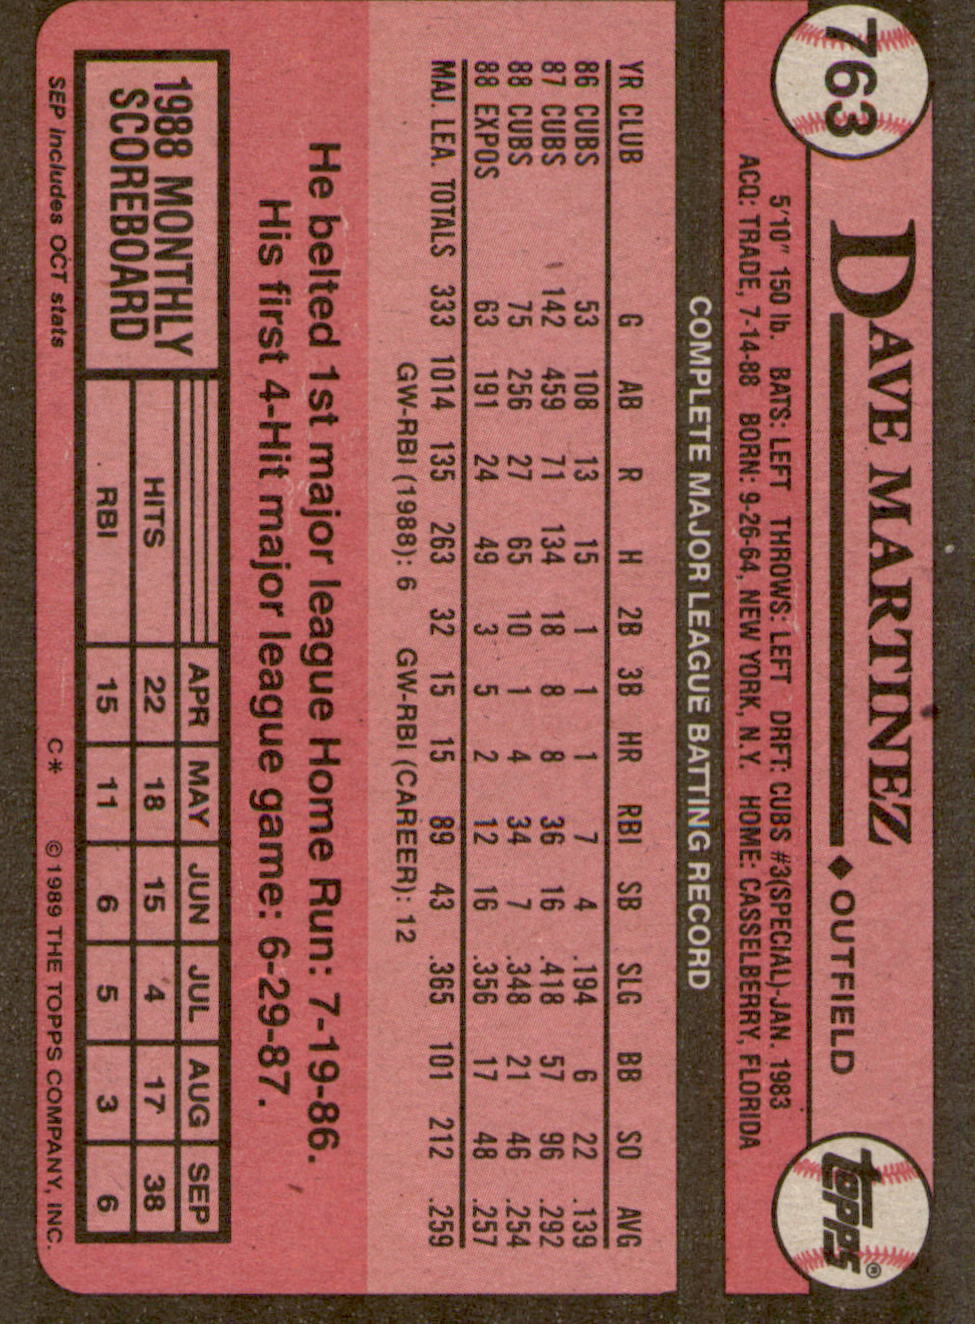 763
DAVE MARTINEZ ◆ OUTFIELD
TOPPS®
5'10" 150 lb. BATS: LEFT THROWS: LEFT DRFT: CUBS #3(SPECIAL)-JAN. 1983
ACQ: TRADE, 7-14-88 BORN: 9-26-64, NEW YORK, N.Y. HOME: CASSELBERRY, FLORIDA
COMPLETE MAJOR LEAGUE BATTING RECORD
YR CLUB G AB R H 2B 3B HR RBI SB SLG BB SO AVG
86 CUBS 53 108 13 15 1 1 1 7 4 .194 6 22 .139
87 CUBS 142 459 71 134 18 8 8 36 16 .418 57 96 .292
88 CUBS 75 256 27 65 10 1 4 34 7 .348 21 46 .254
88 EXPOS 63 191 24 49 3 5 2 12 16 .356 17 48 .257
MAJ. LEA. TOTALS 333 1014 135 263 32 15 15 89 43 .365 101 212 .259
GW-RBI (1988): 6 GW-RBI (CAREER): 12
He belted 1st major league Home Run: 7-19-86.
His first 4-Hit major league game: 6-29-87.
1988 MONTHLY
SCOREBOARD
APR MAY JUN JUL AUG SEP
HITS 22 18 15 4 17 38
RBI 15 11 6 5 3 6
SEP includes OCT stats C* © 1989 THE TOPPS COMPANY, INC.